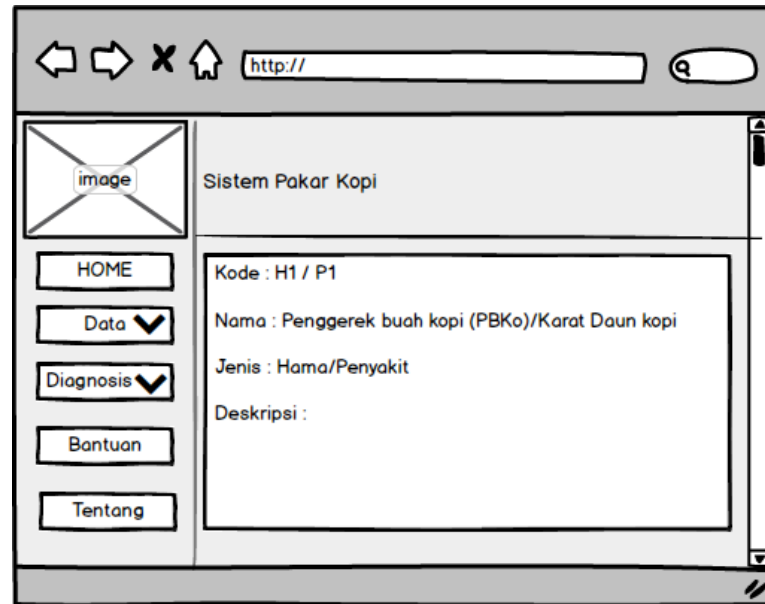 http://
image
Sistem Pakar Kopi
HOME
Data
Diagnosis
Bantuan
Tentang
Kode : H1 / P1
Nama : Penggerek buah kopi (PBKo)/Karat Daun kopi
Jenis : Hama/Penyakit
Deskripsi :